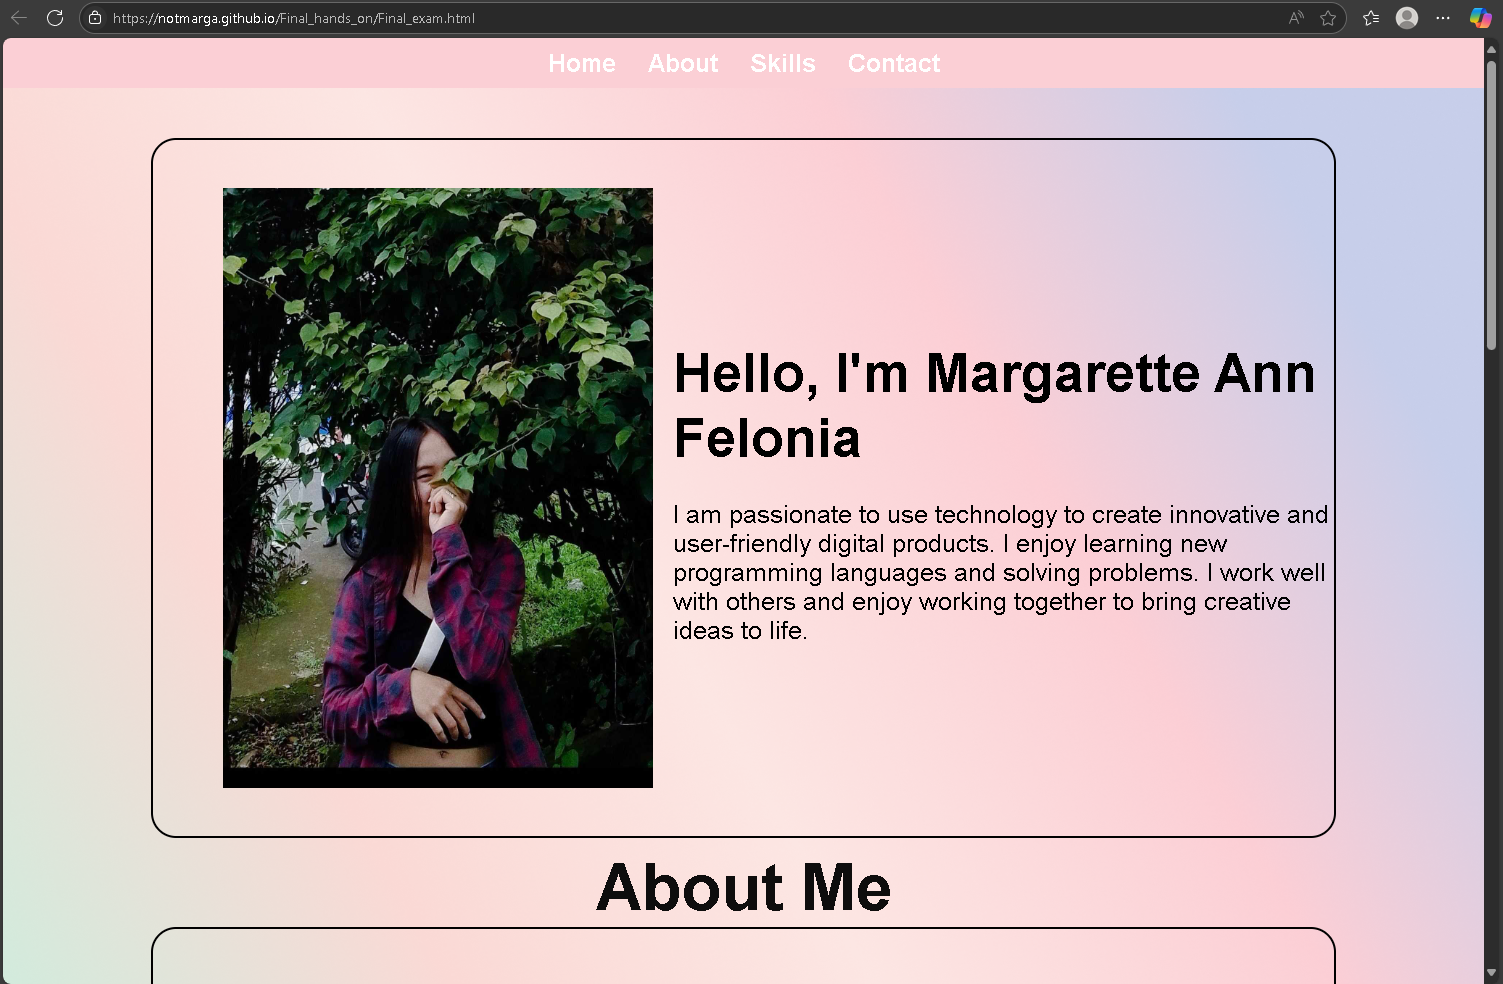 https://notmarga.github.io/Final_hands_on/Final_exam.html
Home About Skills Contact
Hello, I'm Margarette Ann
Felonia
I am passionate to use technology to create innovative and
user-friendly digital products. I enjoy learning new
programming languages and solving problems. I work well
with others and enjoy working together to bring creative
ideas to life.
About Me